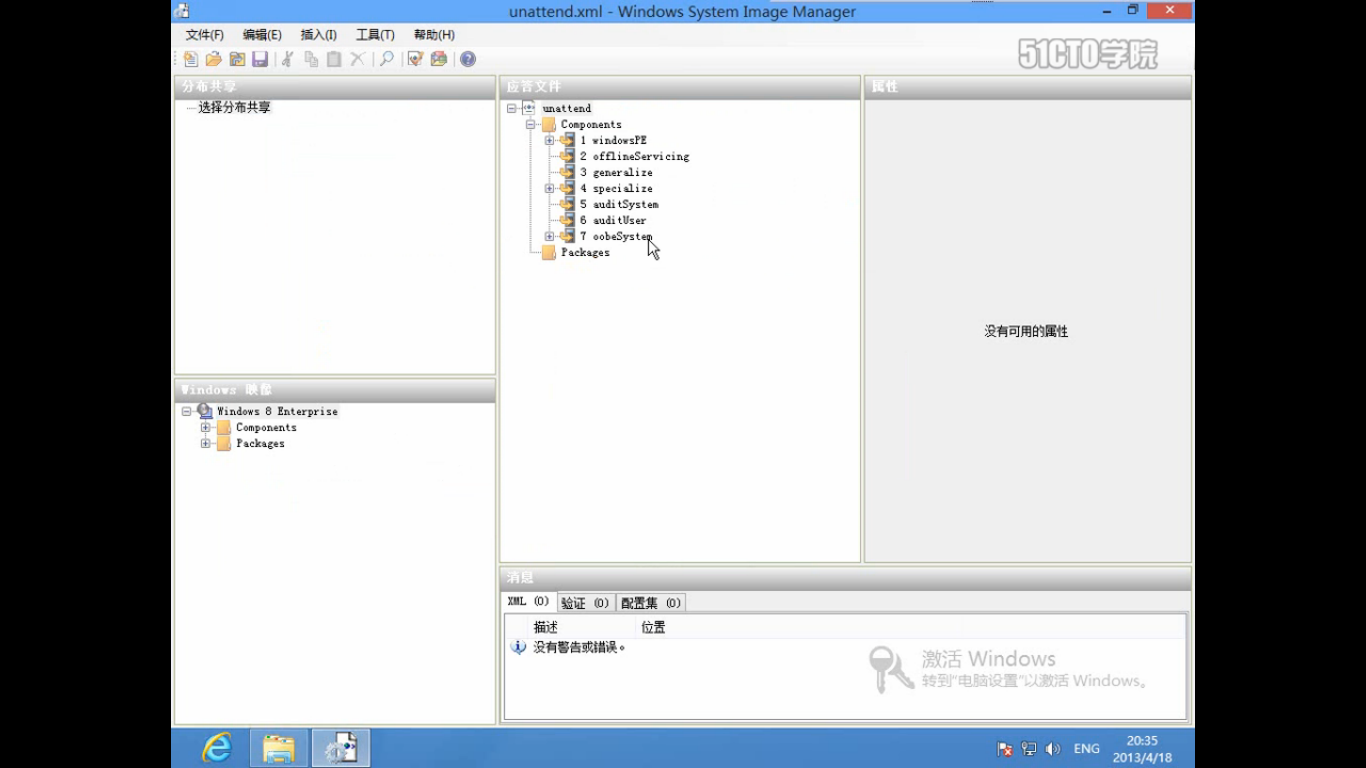 unattend.xml - Windows System Image Manager
文件(F) 编辑(E) 插入(I) 工具(T) 帮助(H)
51CTO学院
分布共享
选择分布共享
Windows 映像
Windows 8 Enterprise
Components
Packages
应答文件
unattend
Components
1 windowsPE
2 offlineServicing
3 generalize
4 specialize
5 auditSystem
6 auditUser
7 oobeSystem
Packages
属性
没有可用的属性
消息
XML (0) 验证 (0) 配置集 (0)
描述 位置
没有警告或错误。
激活 Windows
转到"电脑设置"以激活 Windows。
ENG
20:35
2013/4/18